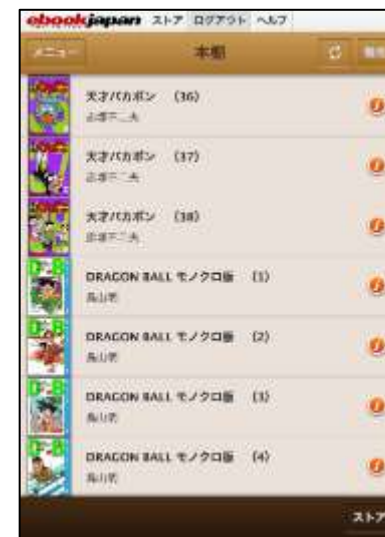 ebookjapan ストア ログアウト ヘルプ
メニュー 本棚
天才バカボン (36)
赤塚不二夫
天才バカボン (37)
赤塚不二夫
天才バカボン (38)
赤塚不二夫
DRAGON BALL モノクロ版 (1)
鳥山明
DRAGON BALL モノクロ版 (2)
鳥山明
DRAGON BALL モノクロ版 (3)
鳥山明
DRAGON BALL モノクロ版 (4)
鳥山明
ストア